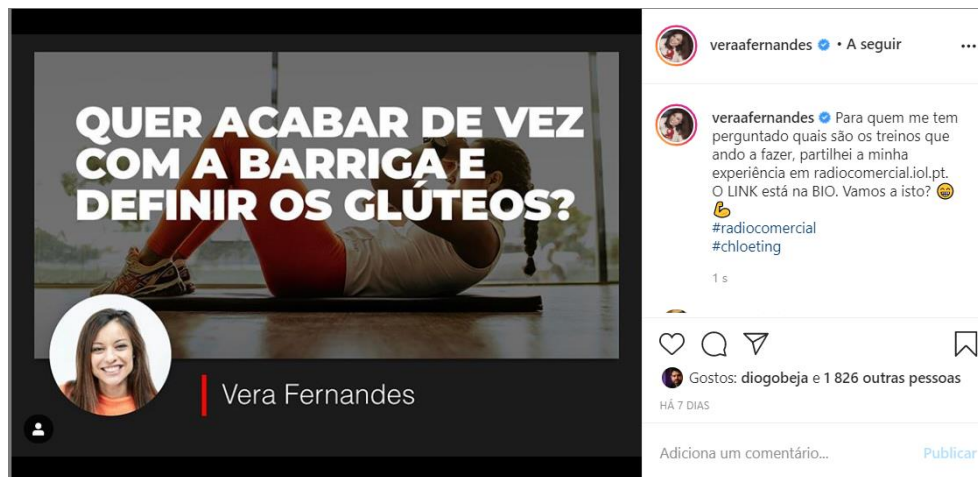 QUER ACABAR DE VEZ
COM A BARRIGA E
DEFINIR OS GLÚTEOS?
Vera Fernandes
veraafernandes • A seguir
veraafernandes Para quem me tem
perguntado quais são os treinos que
ando a fazer, partilhei a minha
experiência em radiocomercial.iol.pt.
O LINK está na BIO. Vamos a isto? 😁
💪
#radiocomercial
#chloeting
1 s
Gostos: diogobeja e 1 826 outras pessoas
HÁ 7 DIAS
Adiciona um comentário...
Publicar